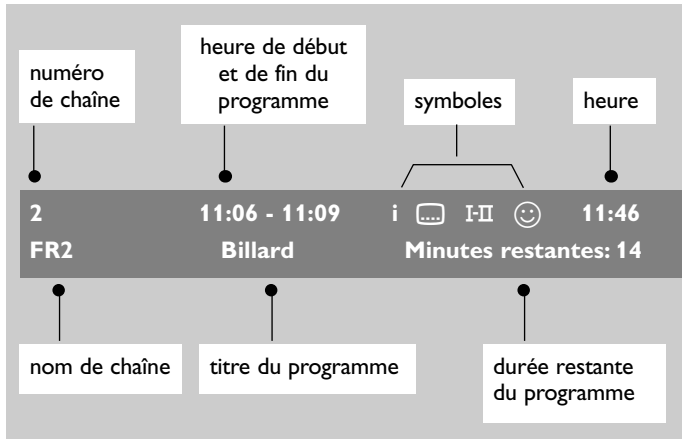 heure de début
et de fin du
programme
numéro
de chaîne
symboles
heure
2 11:06 - 11:09 i I-II 11:46
FR2 Billard Minutes restantes: 14
nom de chaîne
titre du programme
durée restante
du programme